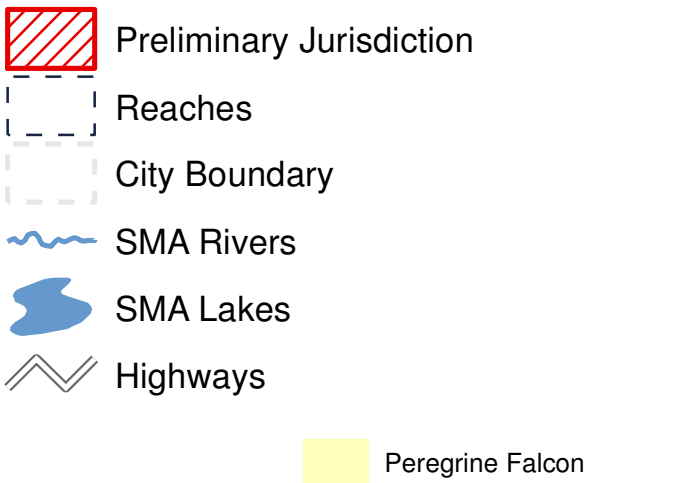 Preliminary Jurisdiction
Reaches
City Boundary
SMA Rivers
SMA Lakes
Highways
Peregrine Falcon